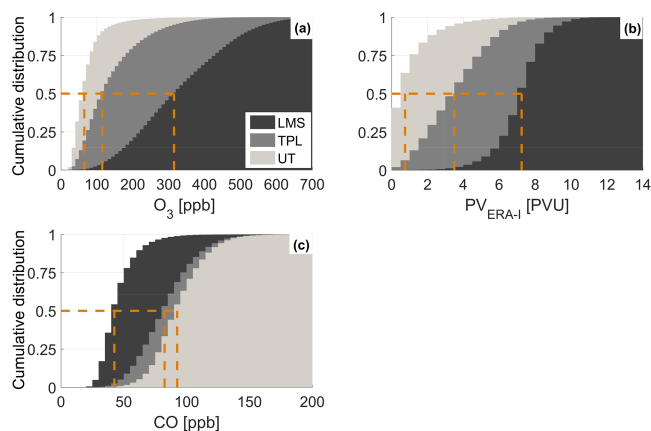 (a)
Cumulative distribution
1
0.75
0.5
0.25
0
0 100 200 300 400 500 600 700
O3 [ppb]
LMS
TPL
UT
(b)
Cumulative distribution
1
0.75
0.5
0.25
0
0 2 4 6 8 10 12 14
PVERA-I [PVU]
(c)
Cumulative distribution
1
0.75
0.5
0.25
0
0 50 100 150 200
CO [ppb]